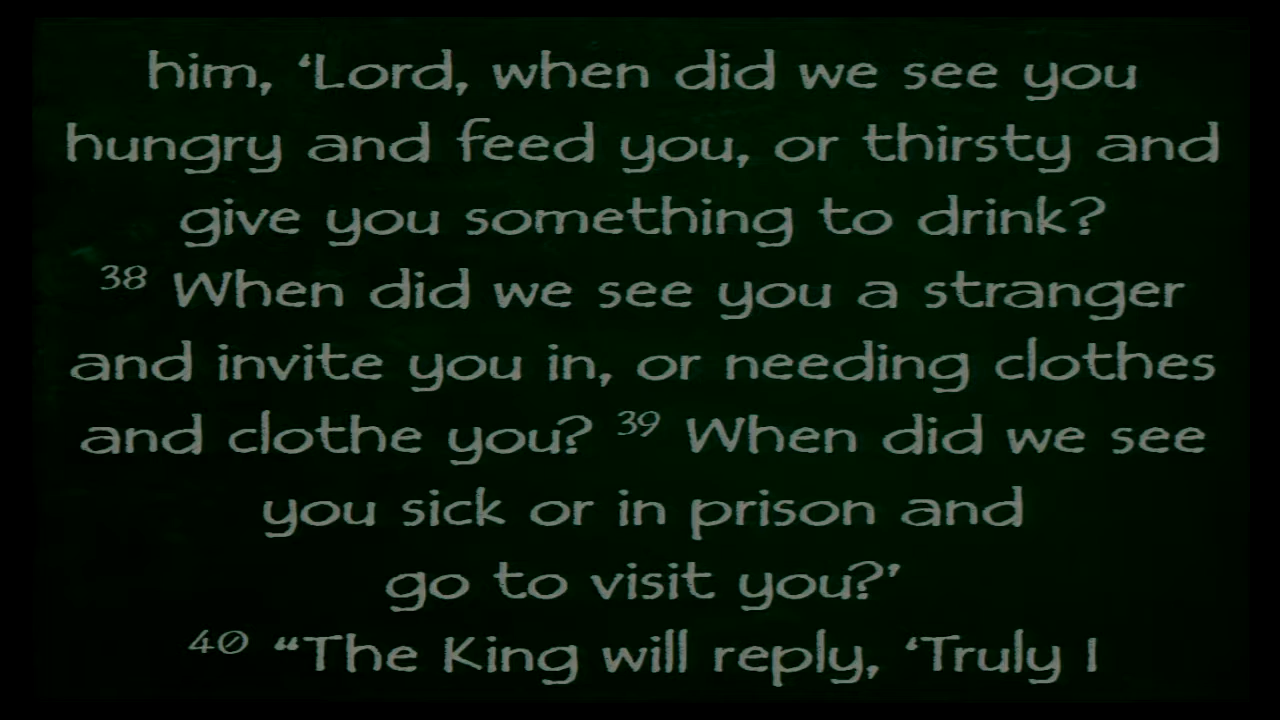 him, ‘Lord, when did we see you
hungry and feed you, or thirsty and
give you something to drink?
38 When did we see you a stranger
and invite you in, or needing clothes
and clothe you? 39 When did we see
you sick or in prison and
go to visit you?’
40 “The King will reply, ‘Truly I